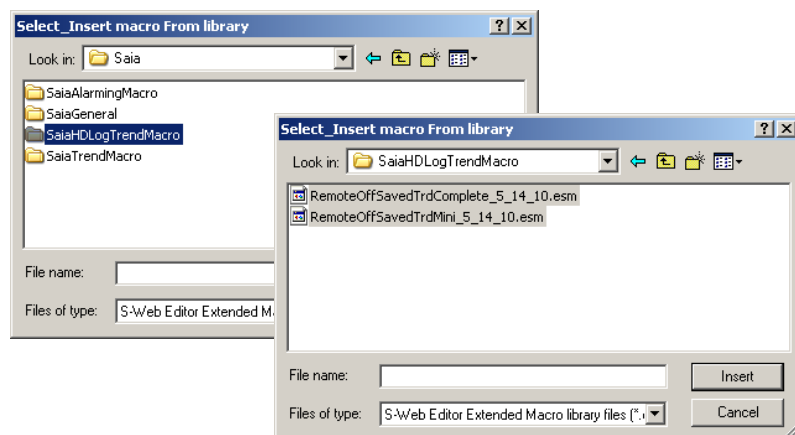 Select_Insert macro From library
Look in: Saia
SaiaAlarmingMacro
SaiaGeneral
SaiaHDLogTrendMacro
SaiaTrendMacro
File name:
Files of type: S-Web Editor Extended M
Select_Insert macro From library
Look in: SaiaHDLogTrendMacro
RemoteOffSavedTrdComplete_5_14_10.esm
RemoteOffSavedTrdMini_5_14_10.esm
File name:
Insert
Files of type: S-Web Editor Extended Macro library files (*.
Cancel